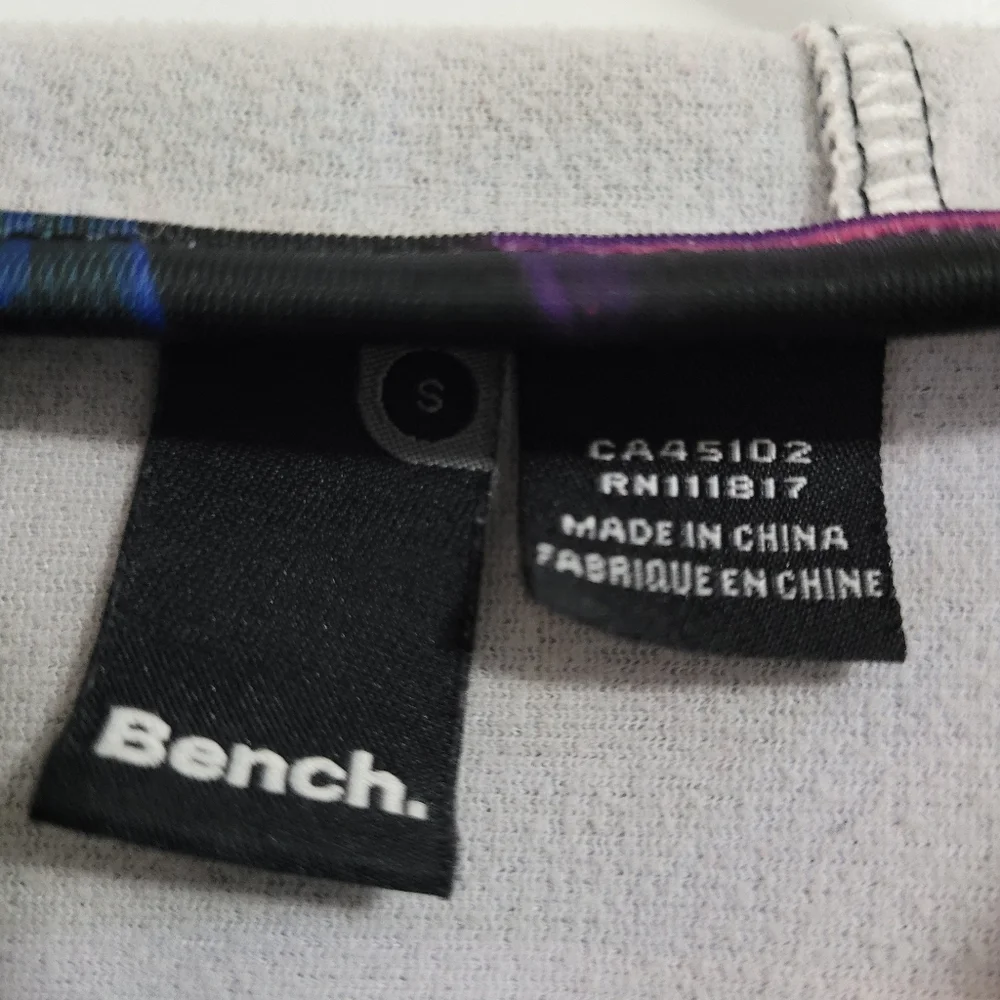 S
Bench.
CA45102
RN111817
MADE IN CHINA
FABRIQUE EN CHINE